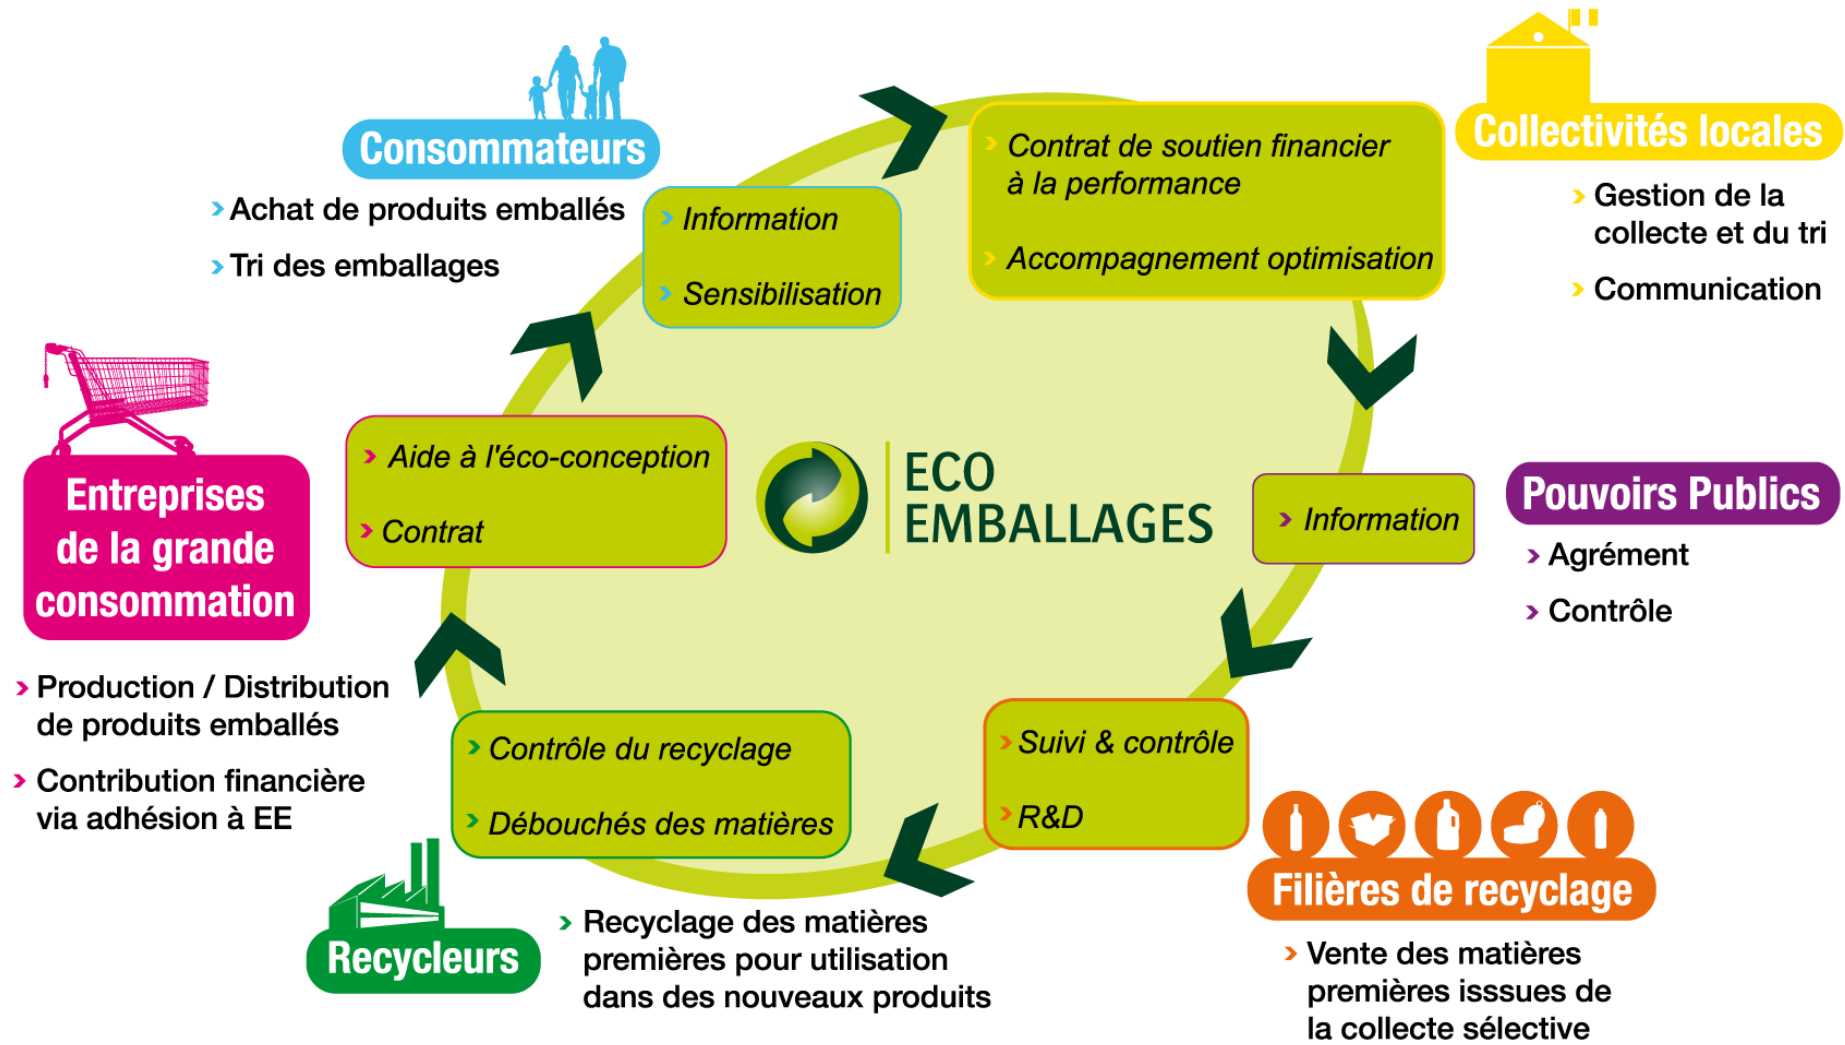 Consommateurs
Achat de produits emballés
Tri des emballages
Information
Sensibilisation
Contrat de soutien financier
à la performance
Accompagnement optimisation
Collectivités locales
Gestion de la
collecte et du tri
Communication
Entreprises
de la grande
consommation
Production / Distribution
de produits emballés
Contribution financière
via adhésion à EE
Aide à l'éco-conception
Contrat
ECO
EMBALLAGES
Information
Pouvoirs Publics
Agrément
Contrôle
Contrôle du recyclage
Débouchés des matières
Suivi & contrôle
R&D
Recycleurs
Recyclage des matières
premières pour utilisation
dans des nouveaux produits
Filières de recyclage
Vente des matières
premières isssues de
la collecte sélective